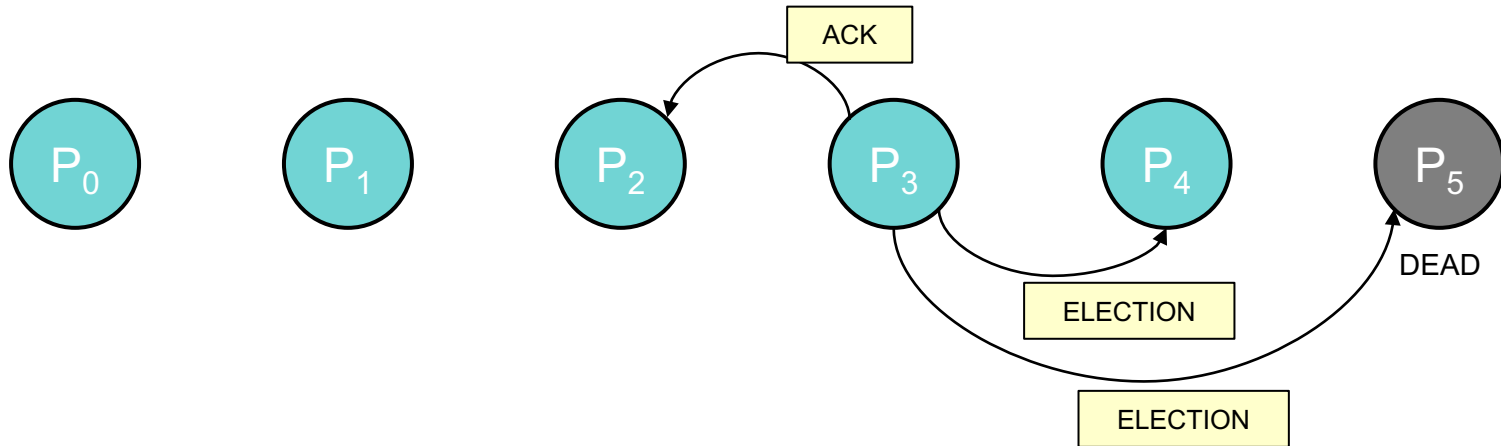 ACK
P0
P1
P2
P3
P4
P5
DEAD
ELECTION
ELECTION